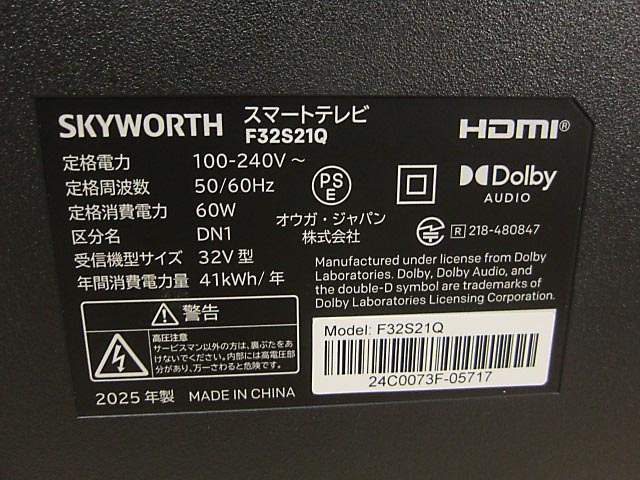 SKYWORTH スマートテレビ
F32S21Q
HDMI®
定格電力 100-240V～
定格周波数 50/60Hz
定格消費電力 60W
区分名 DN1
受信機型サイズ 32V 型
年間消費電力量 41kWh/年
PS
E
オウガ・ジャパン
株式会社
Dolby
AUDIO
R 218-480847
Manufactured under license from Dolby
Laboratories. Dolby, Dolby Audio, and
the double-D symbol are trademarks of
Dolby Laboratories Licensing Corporation.
警告
高圧注意
サービスマン以外の方は、裏ぶたをあ
けないでください。内部には高電圧部
分があり、万一さわると危険です。
2025 年製 MADE IN CHINA
Model: F32S21Q
24C0073F-05717